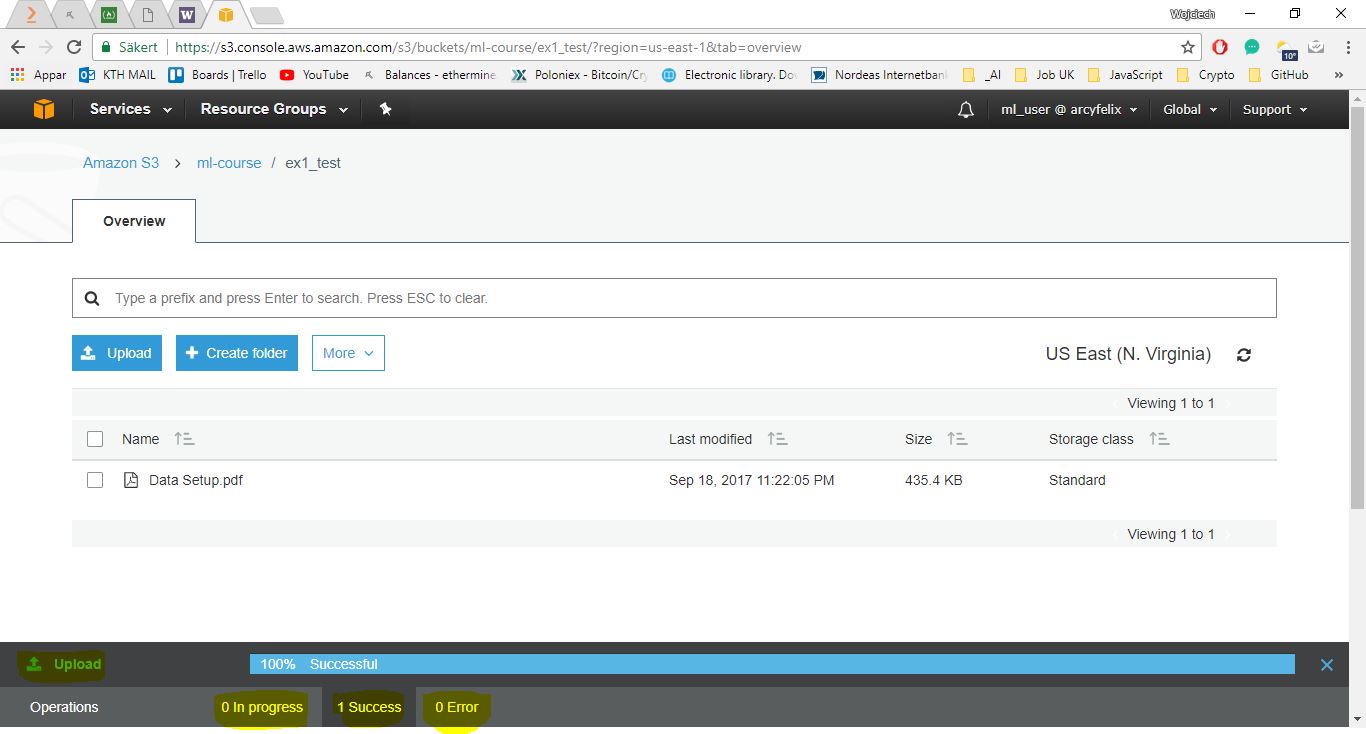 Wojciech
Säkert https://s3.console.aws.amazon.com/s3/buckets/ml-course/ex1_test/?region=us-east-1&tab=overview
10°
Appar KTH MAIL Boards | Trello YouTube Balances - ethermine Poloniex - Bitcoin/Cry Electronic library. Do Nordeas Internetban _AI Job UK JavaScript Crypto GitHub »
Services Resource Groups ml_user @ arcyfelix Global Support
Amazon S3 > ml-course / ex1_test
Overview
Type a prefix and press Enter to search. Press ESC to clear.
Upload Create folder More US East (N. Virginia)
Viewing 1 to 1
Name Last modified Size Storage class
Data Setup.pdf Sep 18, 2017 11:22:05 PM 435.4 KB Standard
Viewing 1 to 1
Upload 100% Successful
Operations 0 In progress 1 Success 0 Error